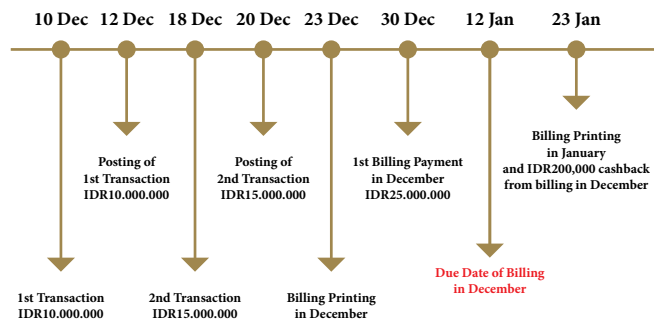 10 Dec
12 Dec
18 Dec
20 Dec
23 Dec
30 Dec
12 Jan
23 Jan
Posting of
1st Transaction
IDR10.000.000
Posting of
2nd Transaction
IDR15.000.000
1st Billing Payment
in December
IDR25.000.000
Billing Printing
in January
and IDR200,000 cashback
from billing in December
1st Transaction
IDR10.000.000
2nd Transaction
IDR15.000.000
Billing Printing
in December
Due Date of Billing
in December